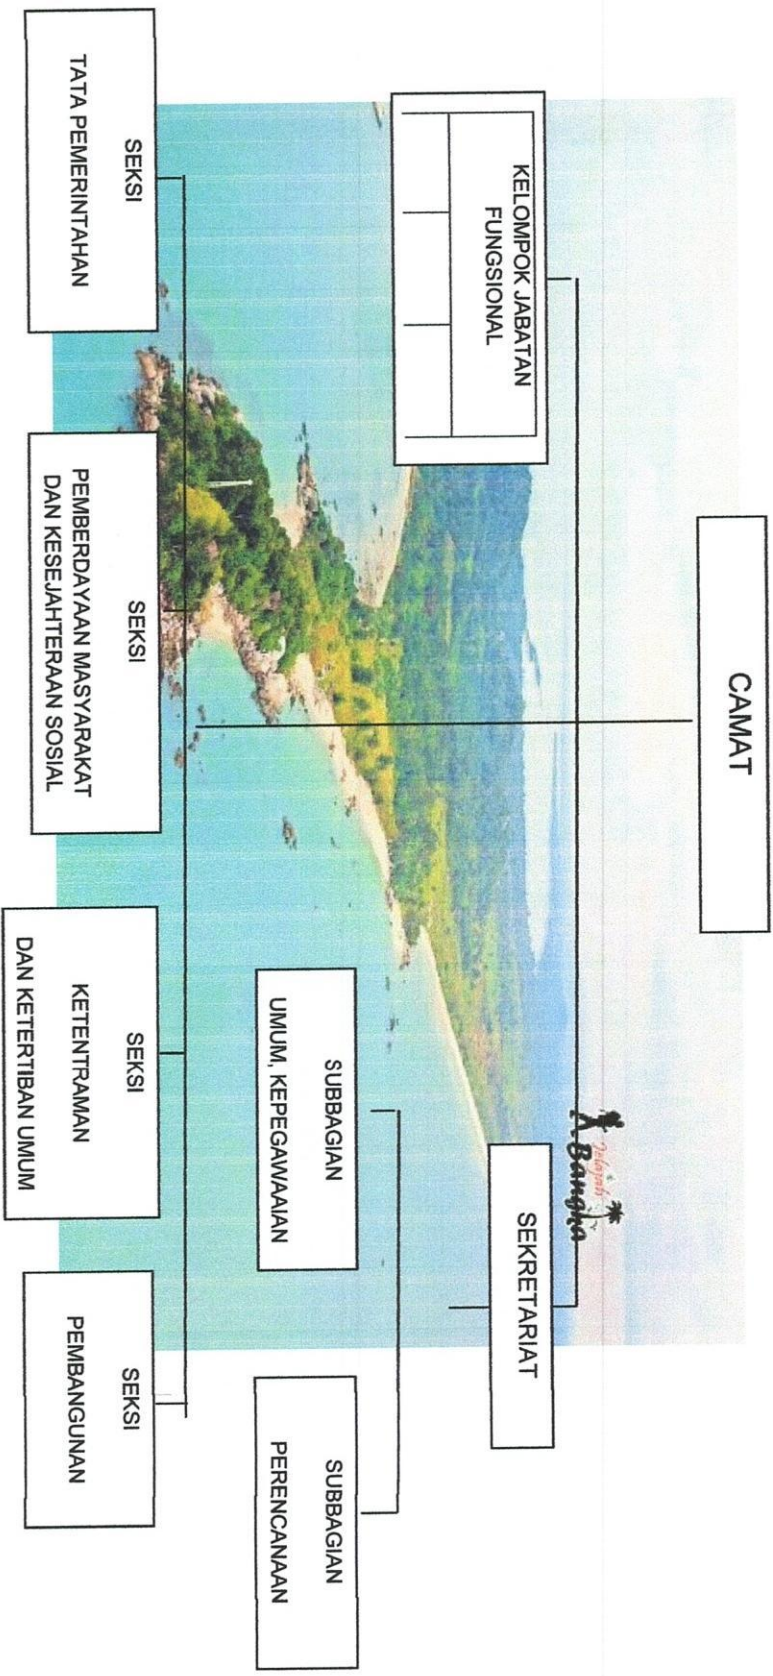 CAMAT
Jelajah
Bangka
KELOMPOK JABATAN
FUNGSIONAL
SEKRETARIAT
SUBBAGIAN
UMUM, KEPEGAWAAIAN
SUBBAGIAN
PERENCANAAN
SEKSI
TATA PEMERINTAHAN
SEKSI
PEMBERDAYAAN MASYARAKAT
DAN KESEJAHTERAAN SOSIAL
SEKSI
KETENTRAMAN
DAN KETERTIBAN UMUM
SEKSI
PEMBANGUNAN